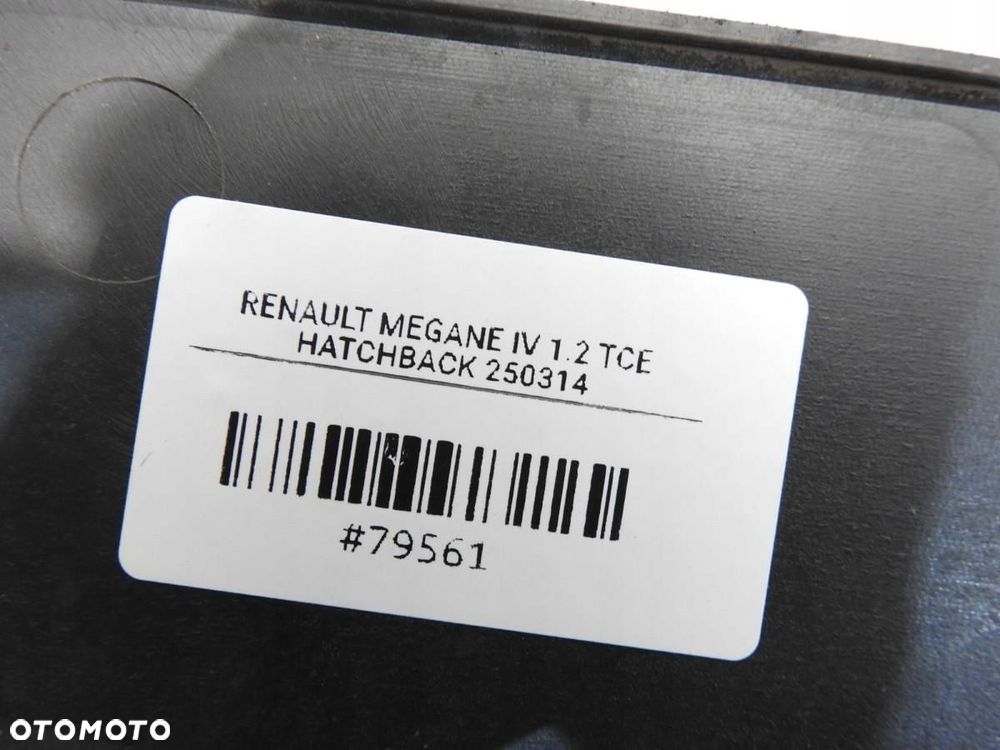 RENAULT MEGANE IV 1.2 TCE
HATCHBACK 250314
#79561
OTOMOTO